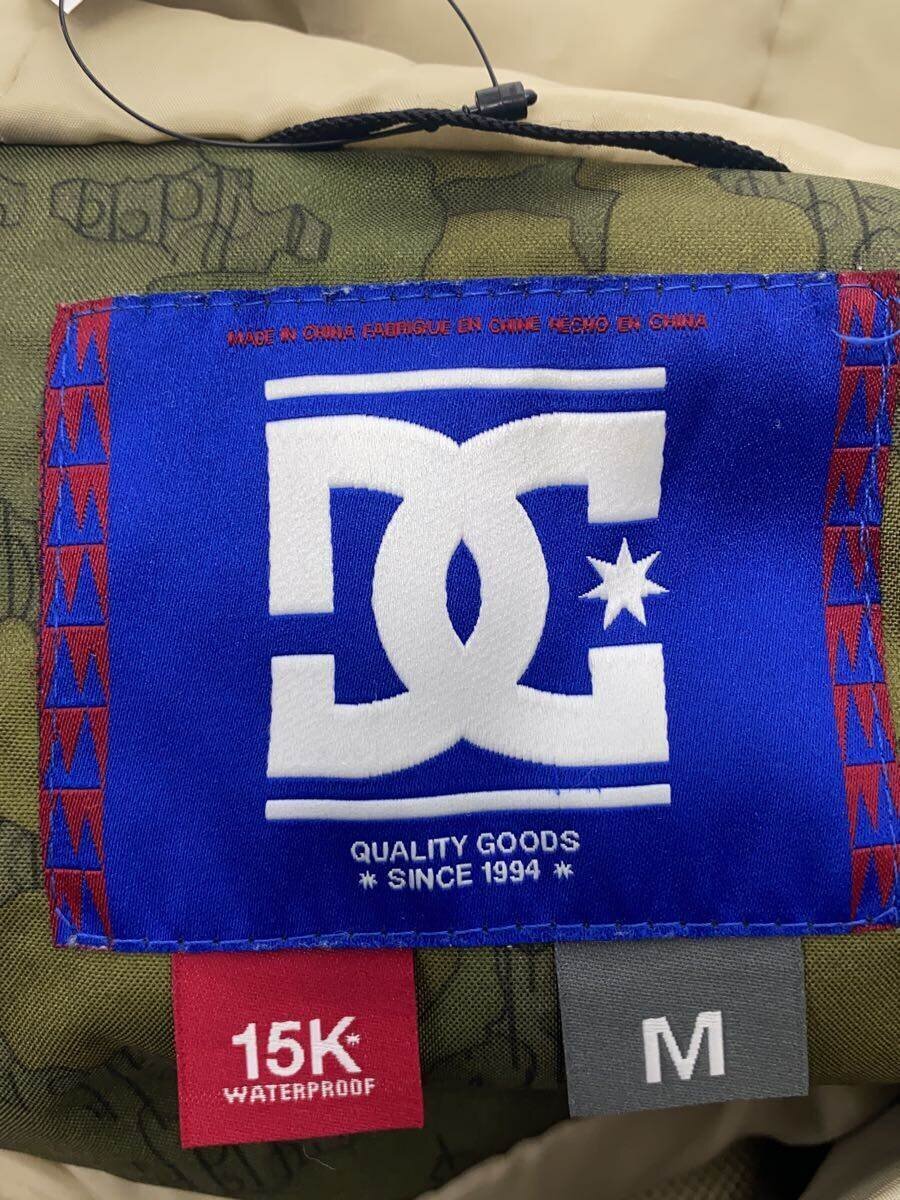 MADE IN CHINA FABRIQUE EN CHINE HECHO EN CHINA
DC
QUALITY GOODS
* SINCE 1994 *
15K*
WATERPROOF
M